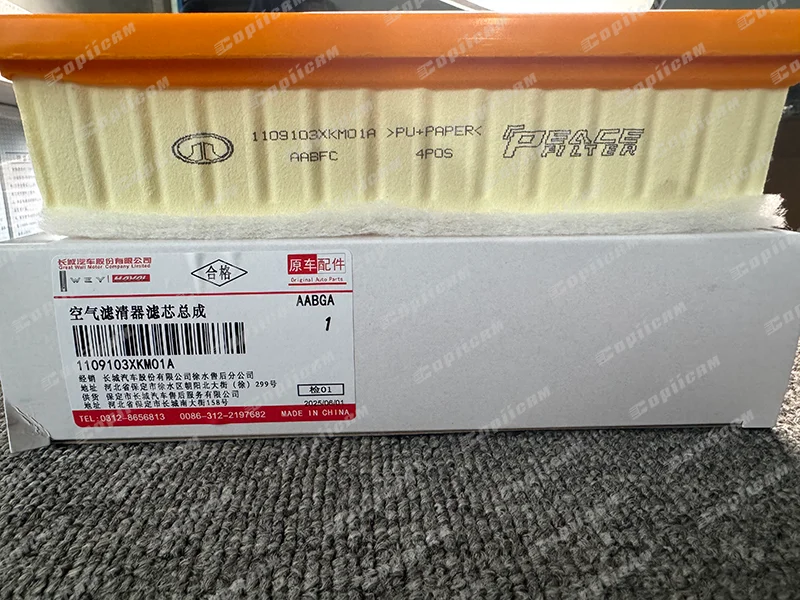 1109103XKM01A >PU+PAPER<
AABFC 4P0S
PEACE
FILTER
长城汽车股份有限公司
Great Wall Motor Company Limited
WEY HAVAL
合格
原车配件
Original Auto Parts
AABGA
空气滤清器滤芯总成
1
1109103XKM01A
经销 长城汽车股份有限公司徐水售后分公司
地址 河北省保定市徐水区朝阳北大街（徐）299号
供货 保定市长城汽车售后服务有限公司
地址 河北省保定市长城南大街158号
检01
2025/06/01
TEL:0312-8656813 0086-312-2197682 MADE IN CHINA
Copiicam